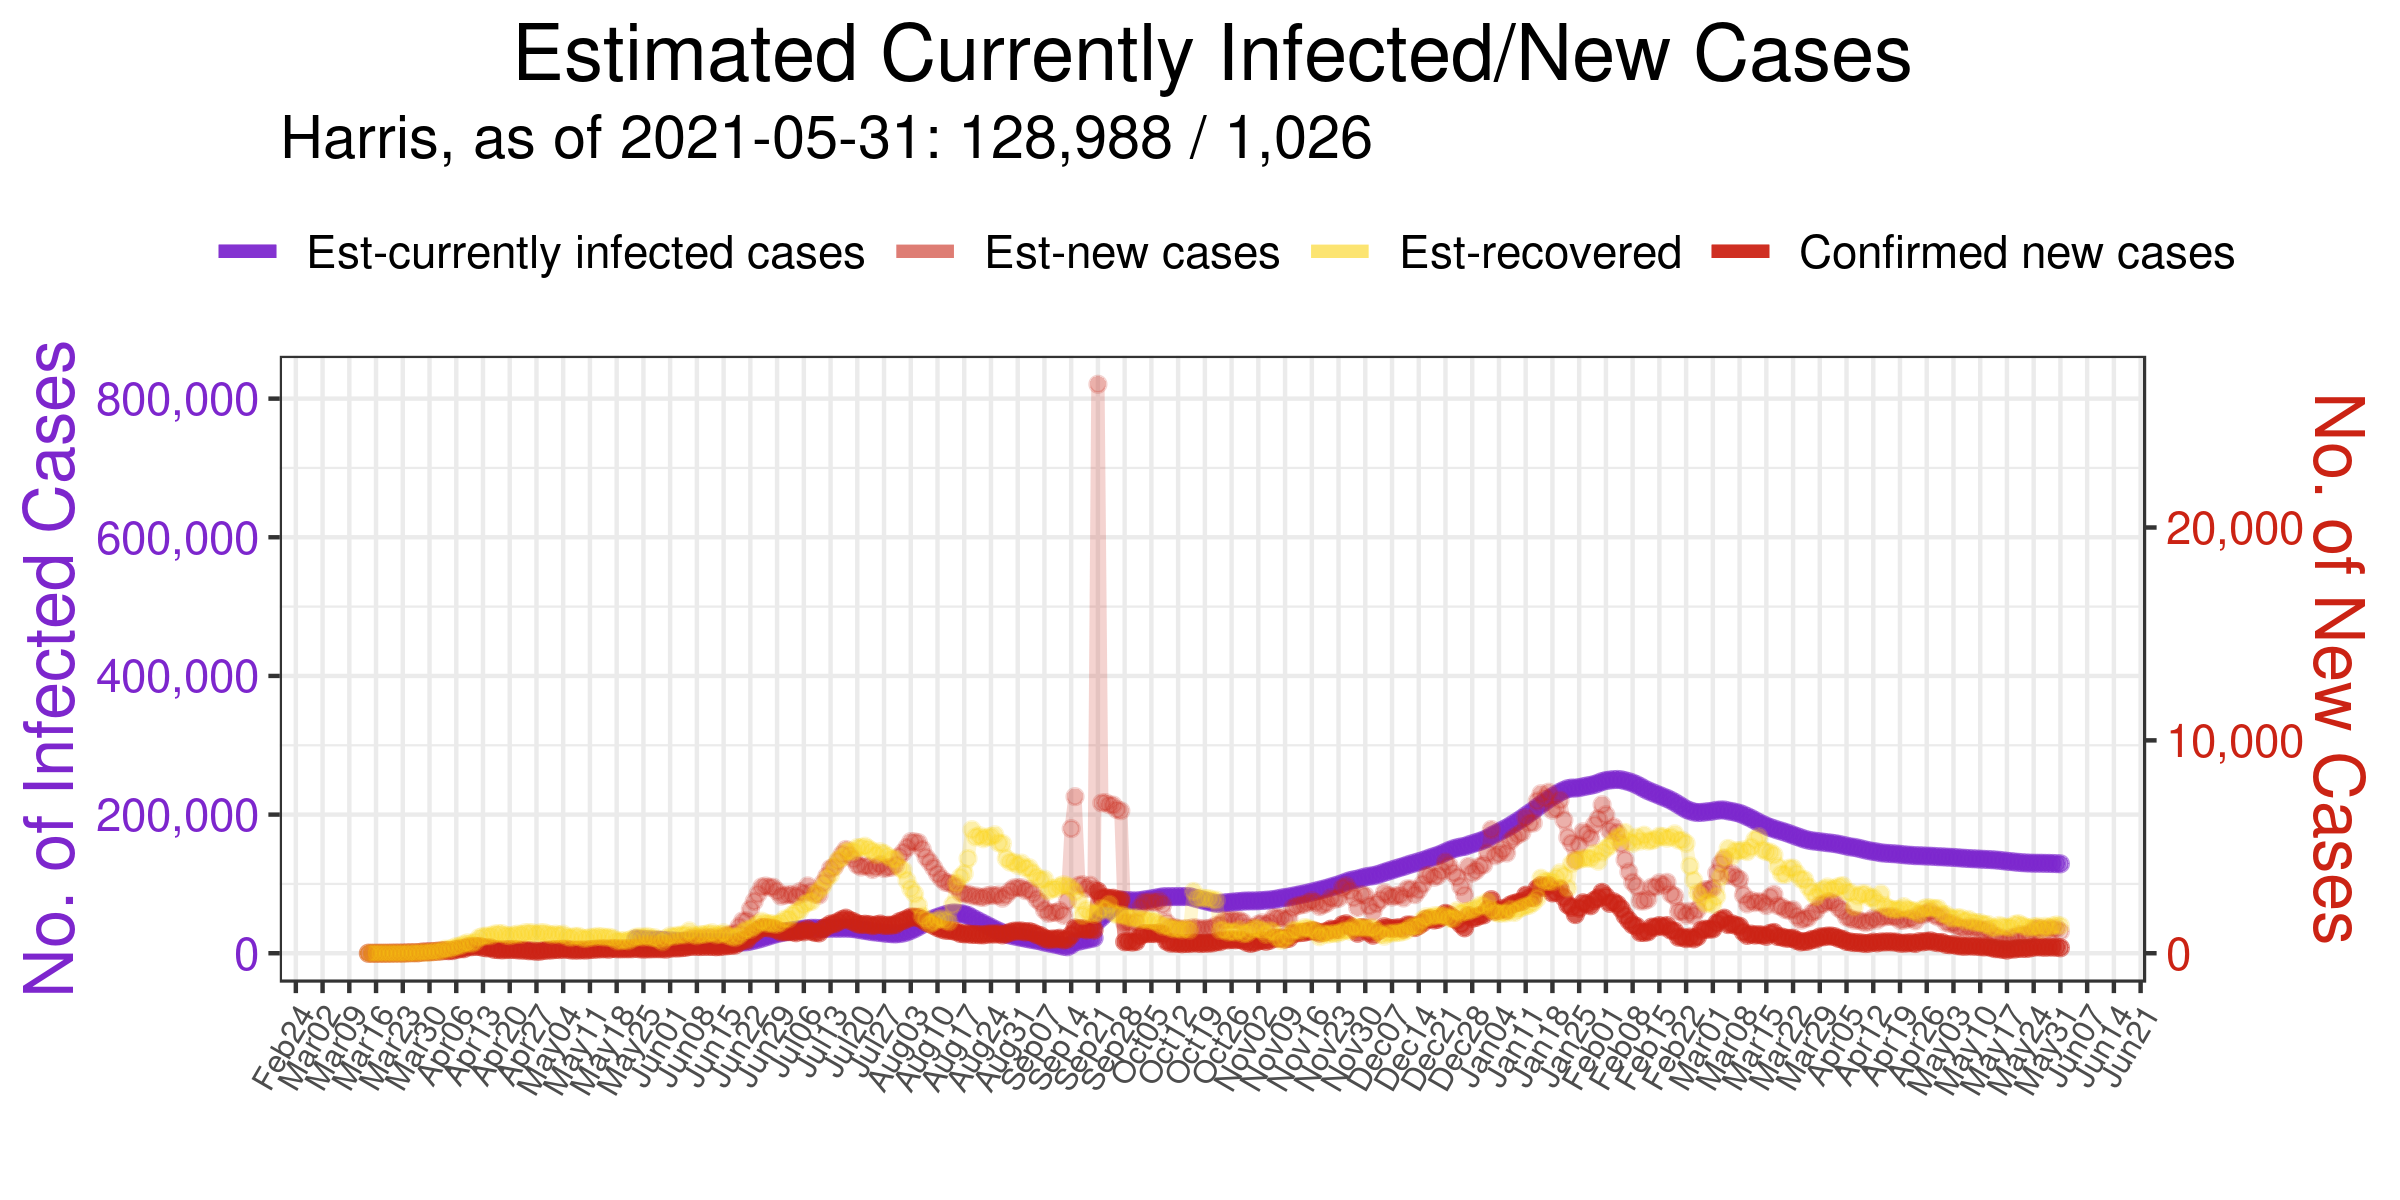 Estimated Currently Infected/New Cases
Harris, as of 2021-05-31: 128,988 / 1,026
Est-currently infected cases Est-new cases Est-recovered Confirmed new cases
No. of Infected Cases
800,000
600,000
400,000
200,000
0
20,000
10,000
0
No. of New Cases
Feb24
Mar02
Mar09
Mar16
Mar23
Mar30
Apr06
Apr13
Apr20
Apr27
May04
May11
May18
May25
Jun01
Jun08
Jun15
Jun22
Jun29
Jul06
Jul13
Jul20
Jul27
Aug03
Aug10
Aug17
Aug24
Aug31
Sep07
Sep14
Sep21
Sep28
Oct05
Oct12
Oct19
Oct26
Nov02
Nov09
Nov16
Nov23
Nov30
Dec07
Dec14
Dec21
Dec28
Jan04
Jan11
Jan18
Jan25
Feb01
Feb08
Feb15
Feb22
Mar01
Mar08
Mar15
Mar22
Mar29
Apr05
Apr12
Apr19
Apr26
May03
May10
May17
May24
May31
Jun07
Jun14
Jun21